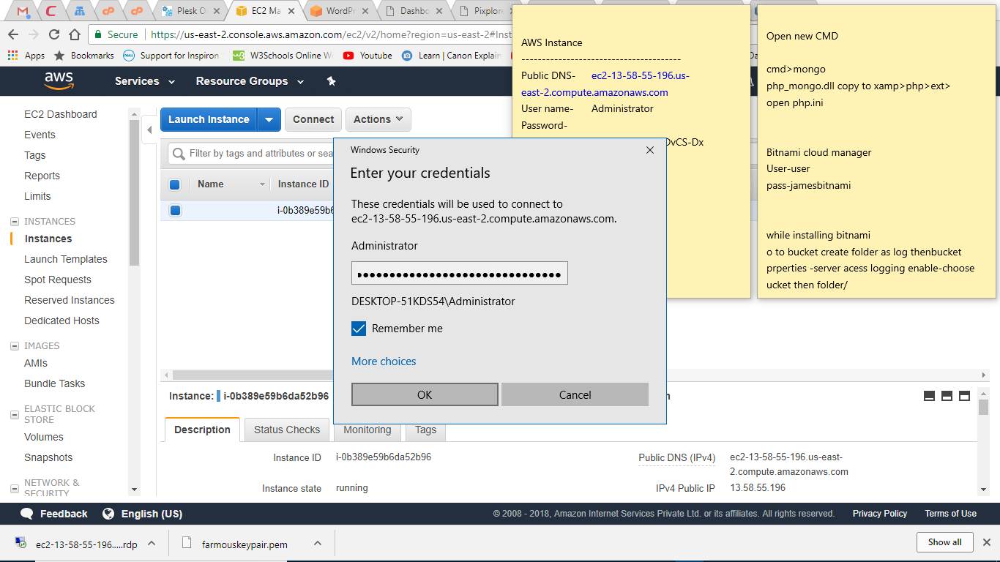 Plesk O
EC2 Ma
WordPr
Dashbo
Pixplore
Secure
https://us-east-2.console.aws.amazon.com/ec2/v2/home?region=us-east-2#Inst
Apps
Bookmarks
Support for Inspiron
W3Schools Online We
Youtube
Learn | Canon Explain
aws
Services
Resource Groups
EC2 Dashboard
Events
Tags
Reports
Limits
INSTANCES
Instances
Launch Templates
Spot Requests
Reserved Instances
Dedicated Hosts
IMAGES
AMIs
Bundle Tasks
ELASTIC BLOCK
STORE
Volumes
Snapshots
NETWORK &
SECURITY
Launch Instance
Connect
Actions
Filter by tags and attributes or sea
Name
Instance ID
i-0b389e59b6
AWS Instance
----------------------------------------
Public DNS- ec2-13-58-55-196.us-
east-2.compute.amazonaws.com
User name- Administrator
Password-
DvCS-Dx
Open new CMD
cmd>mongo
php_mongo.dll copy to xamp>php>ext>
open php.ini
Bitnami cloud manager
User-user
pass-jamesbitnami
while installing bitnami
o to bucket create folder as log thenbucket
prperties -server acess logging enable-choose
ucket then folder/
Windows Security
Enter your credentials
These credentials will be used to connect to
ec2-13-58-55-196.us-east-2.compute.amazonaws.com.
Administrator
DESKTOP-51KDS54\Administrator
Remember me
More choices
OK
Cancel
Instance: i-0b389e59b6da52b96
Description
Status Checks
Monitoring
Tags
Instance ID i-0b389e59b6da52b96
Public DNS (IPv4) ec2-13-58-55-196.us-east-
2.compute.amazonaws.com
Instance state running
IPv4 Public IP 13.58.55.196
Feedback
English (US)
© 2008 - 2018, Amazon Internet Services Private Ltd. or its affiliates. All rights reserved.
Privacy Policy
Terms of Use
ec2-13-58-55-196.....rdp
farmouskeypair.pem
Show all